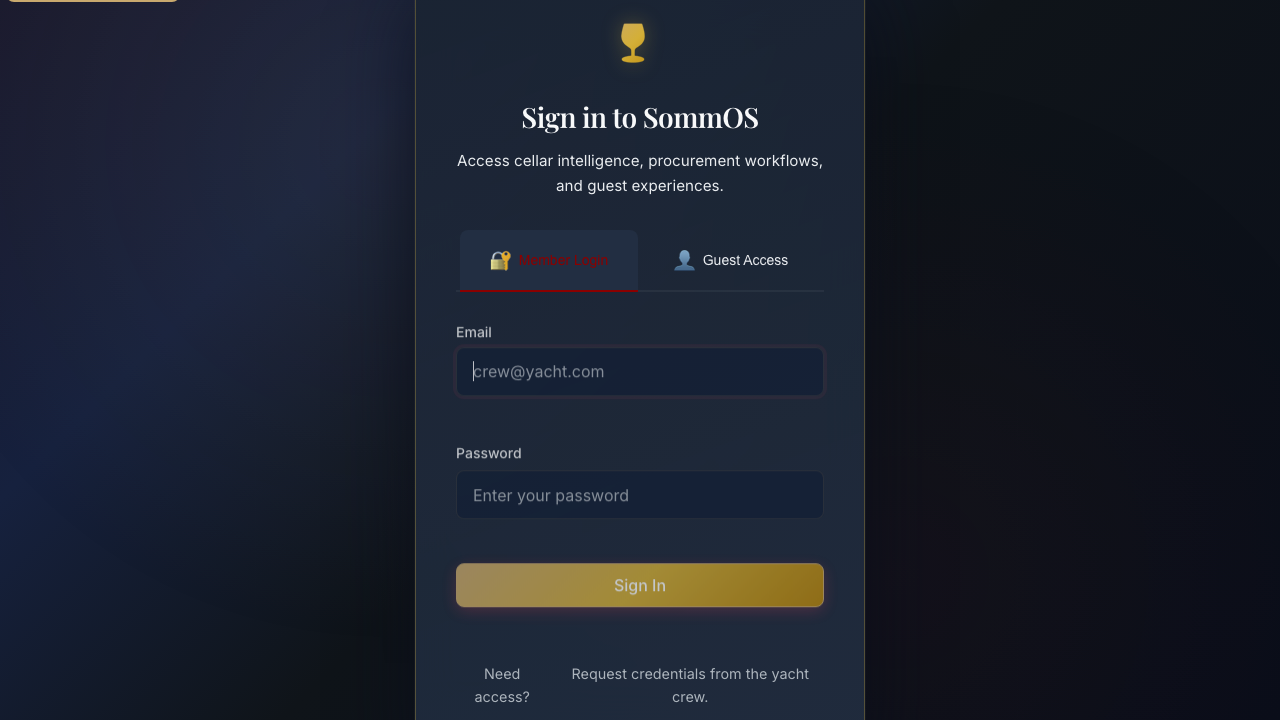 Sign in to SommOS
Access cellar intelligence, procurement workflows,
and guest experiences.
Member Login
Guest Access
Email
crew@yacht.com
Password
Enter your password
Sign In
Need
access?
Request credentials from the yacht
crew.